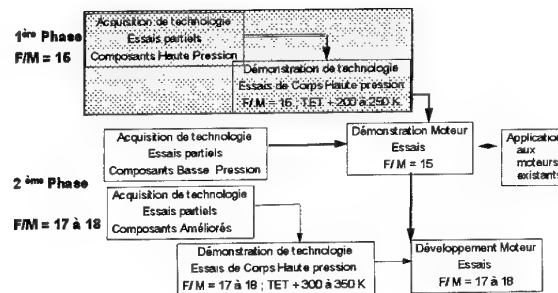 1ère Phase
F/M = 15
Acquisition de technologie
Essais partiels
Composants Haute Pression
Démonstration de technologie
Essais de Corps Haute pression
F/M = 15 ; TET + 200 à 250 K
Acquisition de technologie
Essais partiels
Composants Basse Pression
Démonstration Moteur
Essais
F/M = 15
Application
aux
moteurs
existants
2 ème Phase
F/M = 17 à 18
Acquisition de technologie
Essais partiels
Composants Améliorés
Démonstration de technologie
Essais de Corps Haute pression
F/M = 17 à 18 ; TET + 300 à 350 K
Développement Moteur
Essais
F/M = 17 à 18